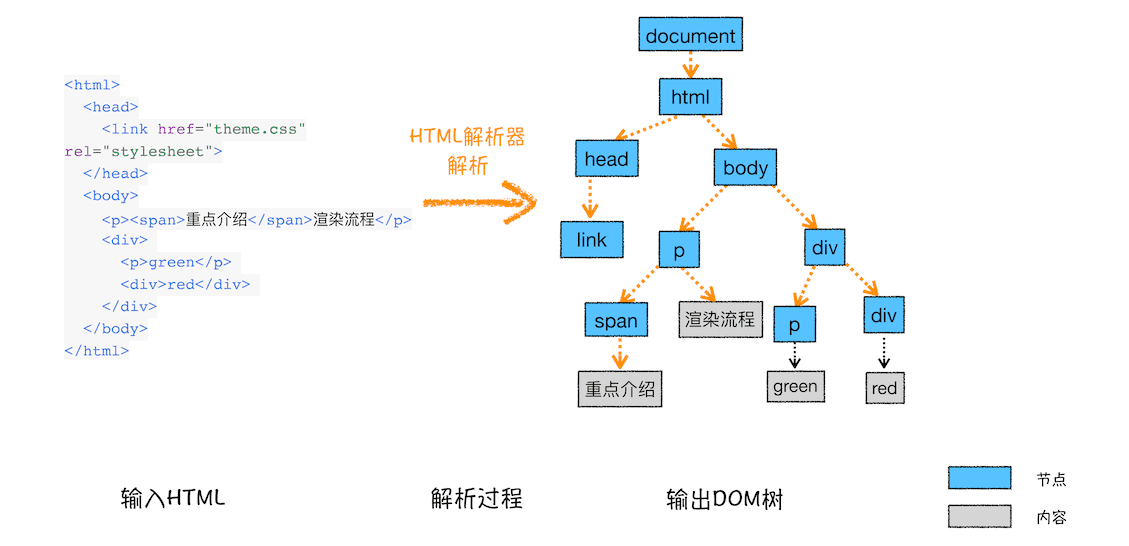 <html>
<head>
<link href="theme.css"
rel="stylesheet">
</head>
<body>
<p><span>重点介绍</span>渲染流程</p>
<div>
<p>green</p>
<div>red</div>
</div>
</body>
</html>
HTML解析器
解析
document
html
head
body
link
p
div
span
渲染流程
p
div
重点介绍
green
red
输入HTML
解析过程
输出DOM树
节点
内容